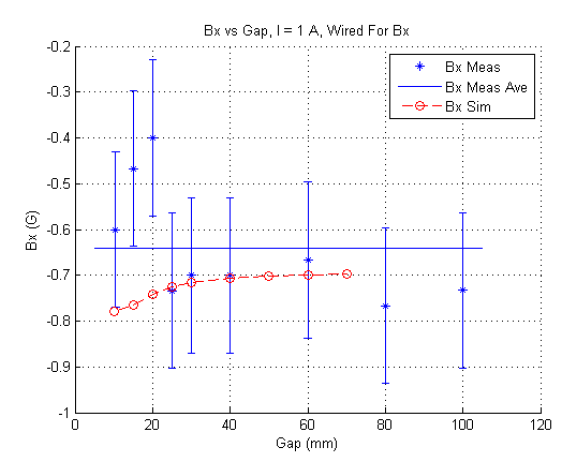 Bx vs Gap, I = 1 A, Wired For Bx
Bx Meas
Bx Meas Ave
Bx Sim
Bx (G)
-0.2
-0.3
-0.4
-0.5
-0.6
-0.7
-0.8
-0.9
-1
0
20
40
60
80
100
120
Gap (mm)